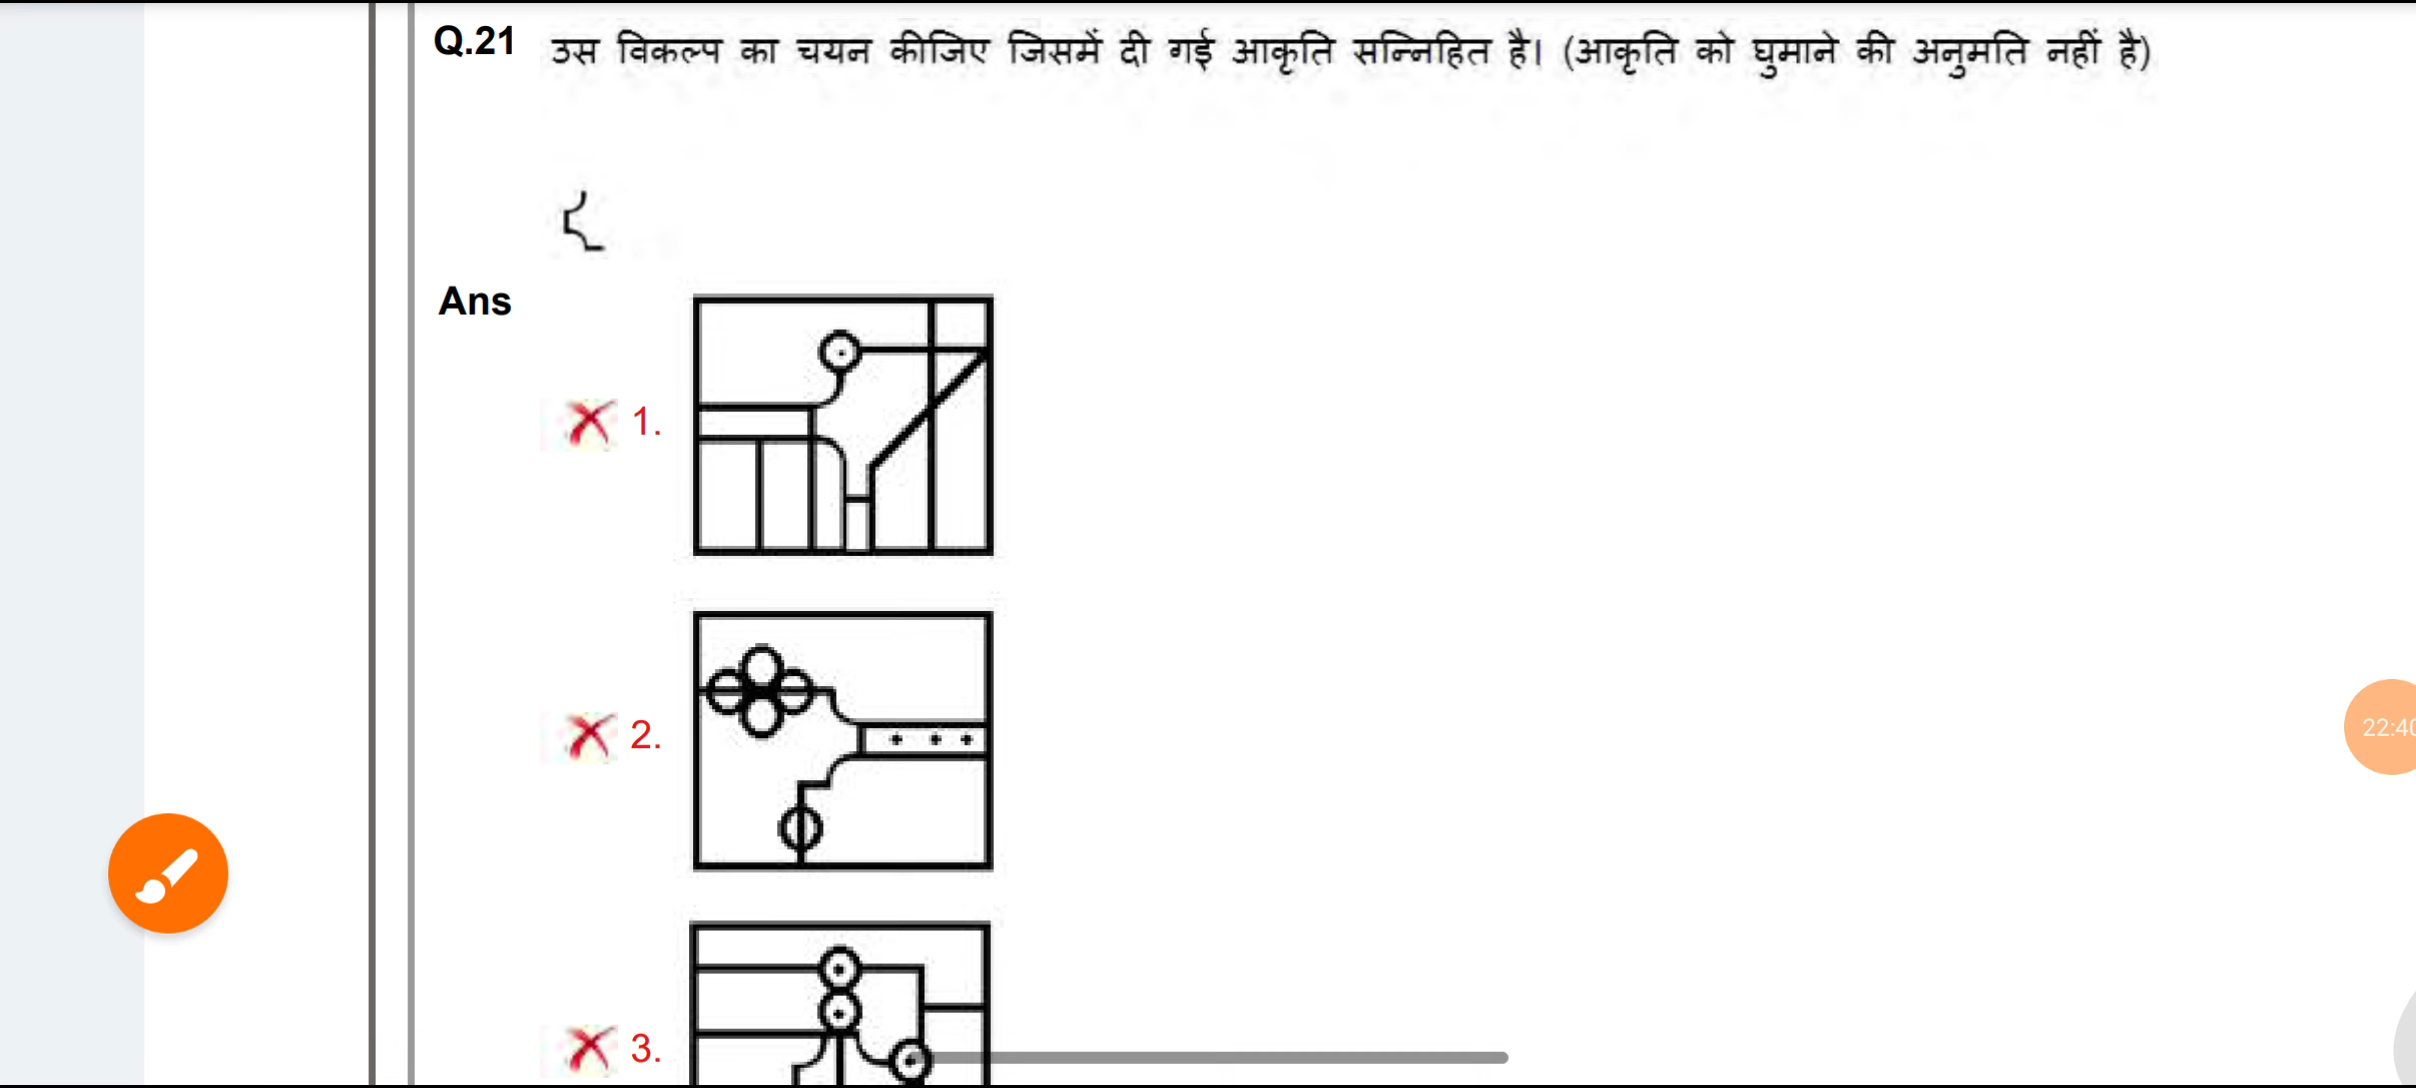 Q.21 उस विकल्प का चयन कीजिए जिसमें दी गई आकृति सन्निहित है। (आकृति को घुमाने की अनुमति नहीं है)
Ans
1.
2.
22:40
3.